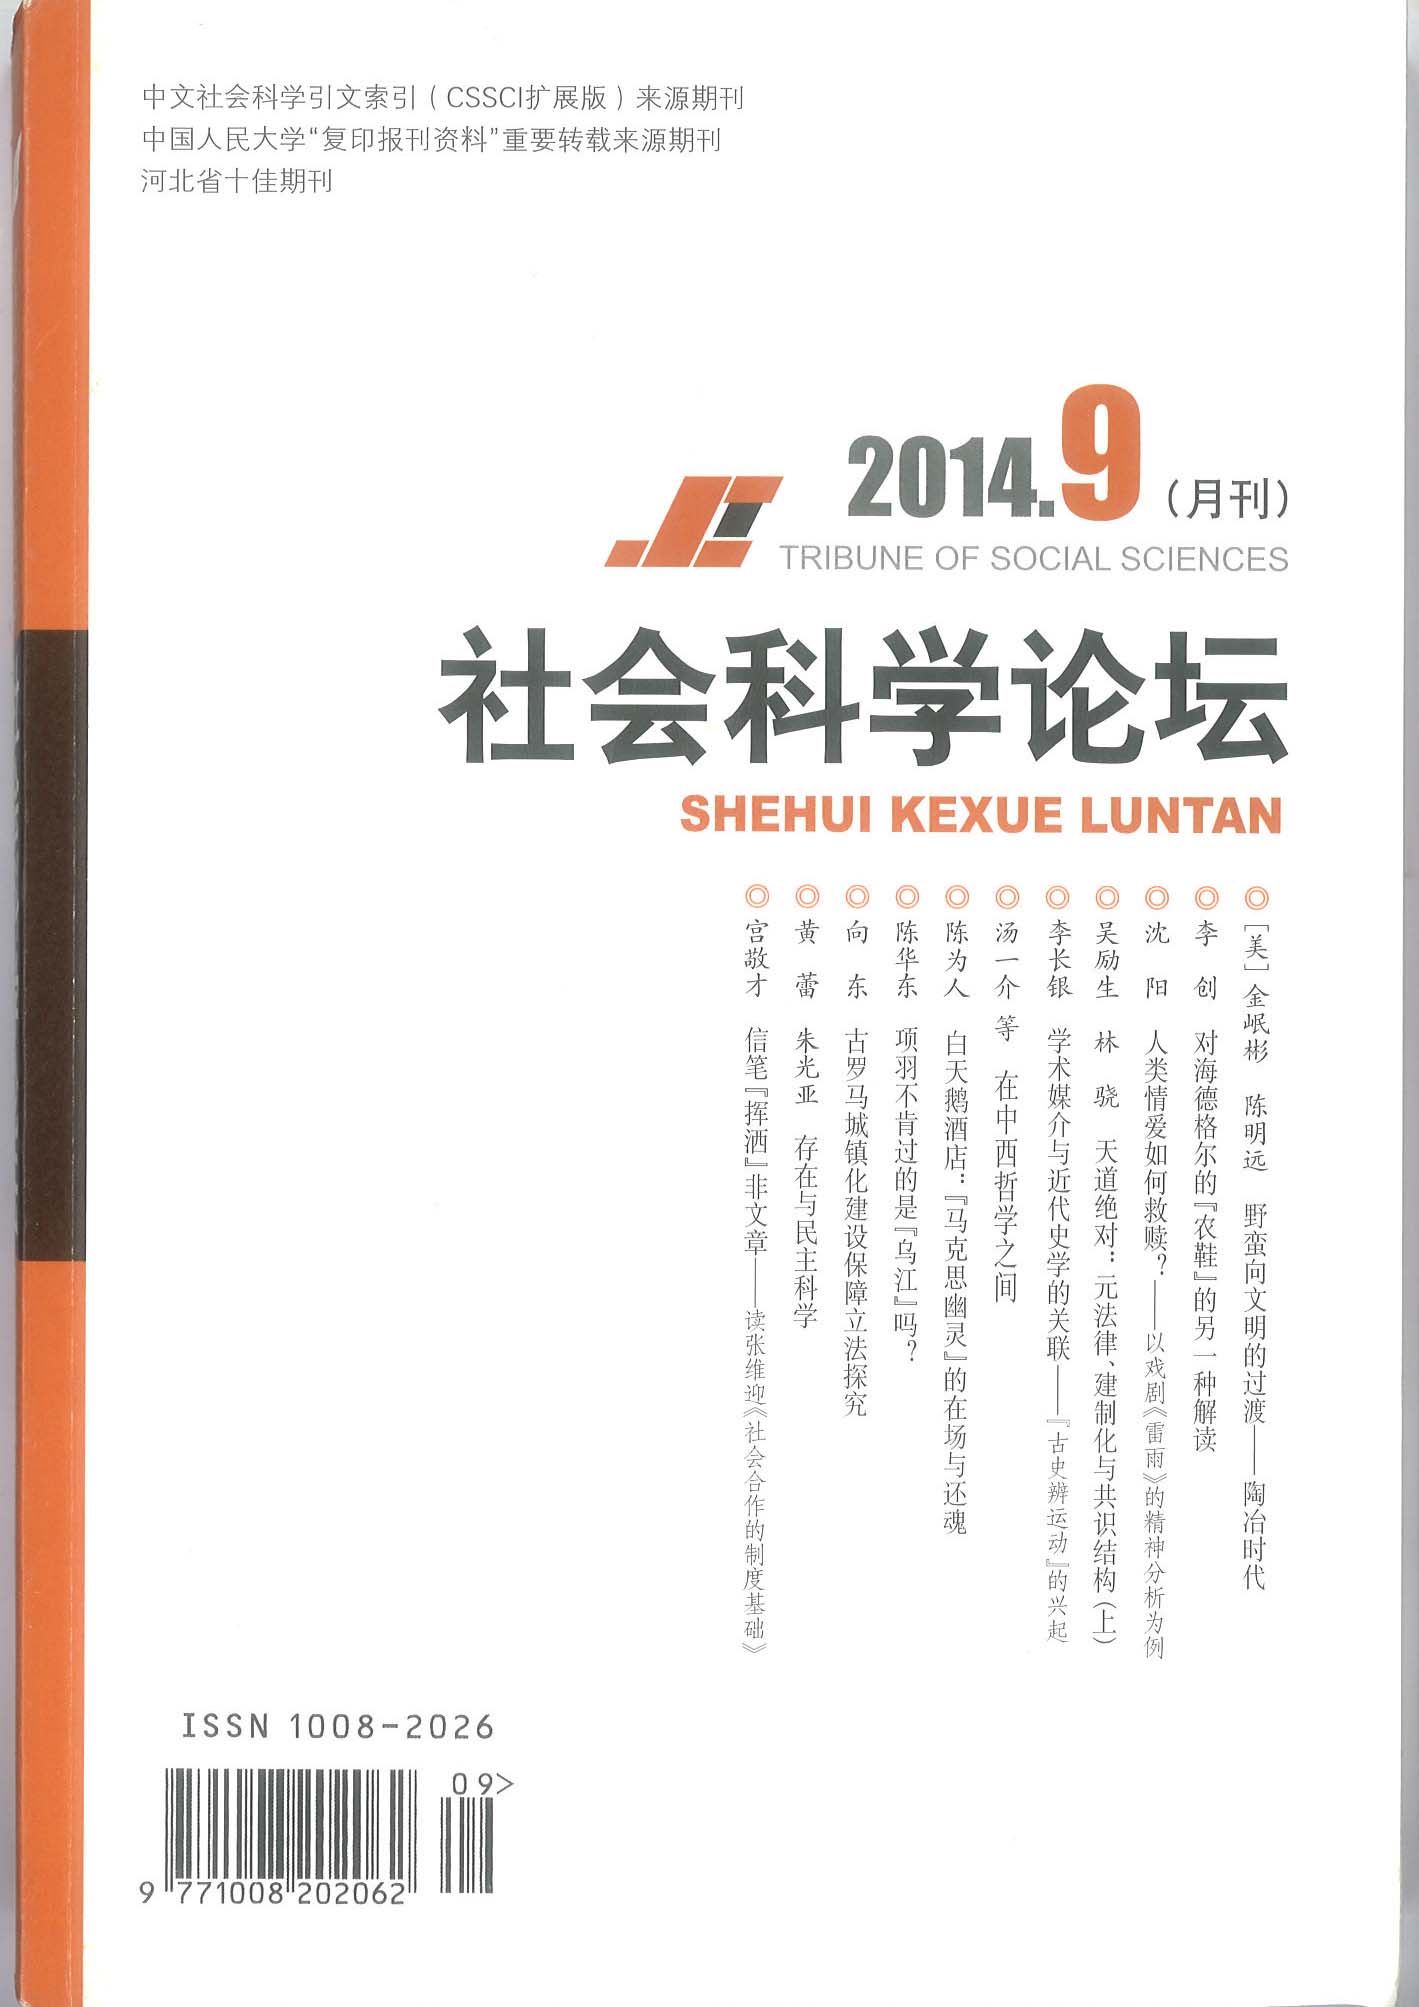 中文社会科学引文索引（CSSCI扩展版）来源期刊
中国人民大学“复印报刊资料”重要转载来源期刊
河北省十佳期刊
2014.9（月刊）
TRIBUNE OF SOCIAL SCIENCES
社会科学论坛
SHEHUI KEXUE LUNTAN
◎［美］金岷彬 陈明远 野蛮向文明的过渡——陶冶时代
◎李 创 对海德格尔的『农鞋』的另一种解读
◎沈 阳 人类情爱如何救赎？——以戏剧《雷雨》的精神分析为例
◎吴励生 林 骁 天道绝对：元法律、建制化与共识结构（上）
◎李长银 学术媒介与近代史学的关联——『古史辨运动』的兴起
◎汤一介 等 在中西哲学之间
◎陈为人 白天鹅酒店：『马克思幽灵』的在场与还魂
◎陈华东 项羽不肯过的是『乌江』吗？
◎向 东 古罗马城镇化建设保障立法探究
◎黄 蕾 朱光亚 存在与民主科学
◎宫敬才 信笔『挥洒』非文章——读张维迎《社会合作的制度基础》
ISSN 1008-2026
09>
9 771008 202062